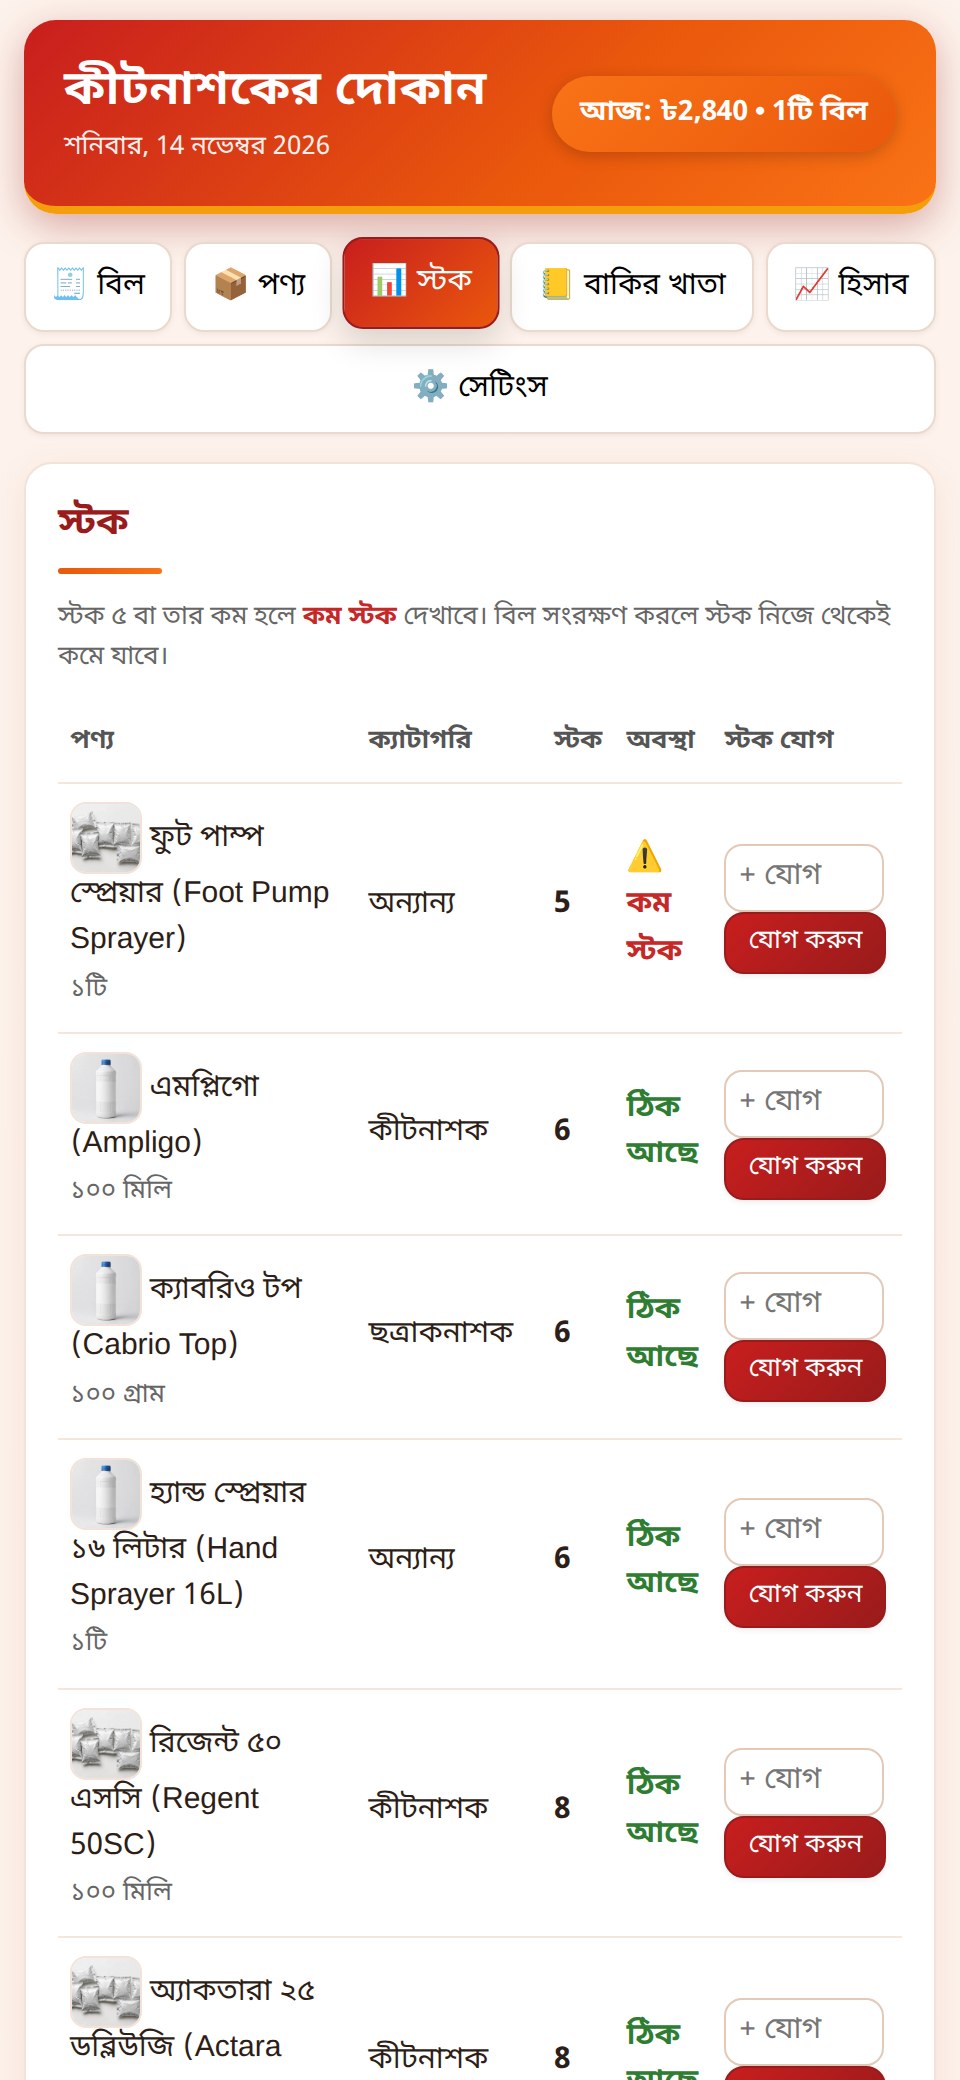 কীটনাশকের দোকান
শনিবার, 14 নভেম্বর 2026
আজ: ৳2,840 • 1টি বিল
বিল
পণ্য
স্টক
বাকির খাতা
হিসাব
সেটিংস
স্টক
স্টক ৫ বা তার কম হলে কম স্টক দেখাবে। বিল সংরক্ষণ করলে স্টক নিজে থেকেই
কমে যাবে।
পণ্য ক্যাটাগরি স্টক অবস্থা স্টক যোগ
ফুট পাম্প
স্প্রেয়ার (Foot Pump
Sprayer)
১টি
অন্যান্য
5
কম
স্টক
+ যোগ
যোগ করুন
এমপ্লিগো
(Ampligo)
১০০ মিলি
কীটনাশক
6
ঠিক
আছে
+ যোগ
যোগ করুন
ক্যাবরিও টপ
(Cabrio Top)
১০০ গ্রাম
ছত্রাকনাশক
6
ঠিক
আছে
+ যোগ
যোগ করুন
হ্যান্ড স্প্রেয়ার
১৬ লিটার (Hand
Sprayer 16L)
১টি
অন্যান্য
6
ঠিক
আছে
+ যোগ
যোগ করুন
রিজেন্ট ৫০
এসসি (Regent
50SC)
১০০ মিলি
কীটনাশক
8
ঠিক
আছে
+ যোগ
যোগ করুন
অ্যাকতারা ২৫
ডব্লিউজি (Actara
কীটনাশক
8
ঠিক
+ যোগ